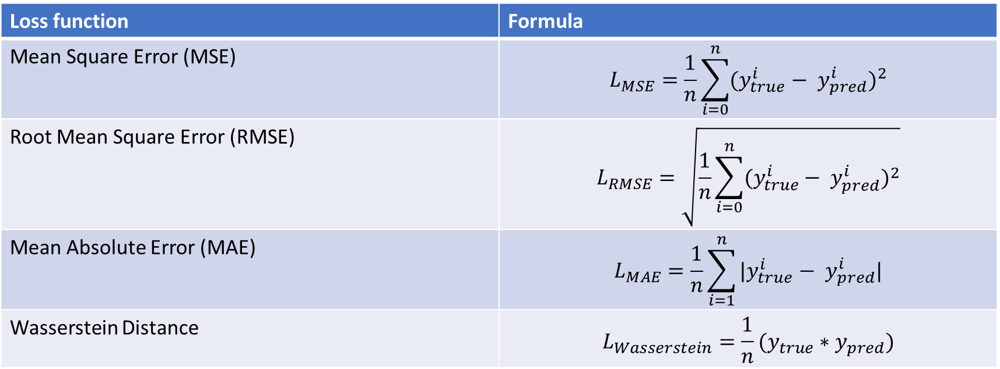 Loss function Formula
Mean Square Error (MSE) $L_{MSE} = \frac{1}{n} \sum_{i=0}^{n} (y_{true}^{i} - y_{pred}^{i})^2$
Root Mean Square Error (RMSE) $L_{RMSE} = \sqrt{\frac{1}{n} \sum_{i=0}^{n} (y_{true}^{i} - y_{pred}^{i})^2}$
Mean Absolute Error (MAE) $L_{MAE} = \frac{1}{n} \sum_{i=1}^{n} |y_{true}^{i} - y_{pred}^{i}|$
Wasserstein Distance $L_{Wasserstein} = \frac{1}{n} (y_{true} * y_{pred})$